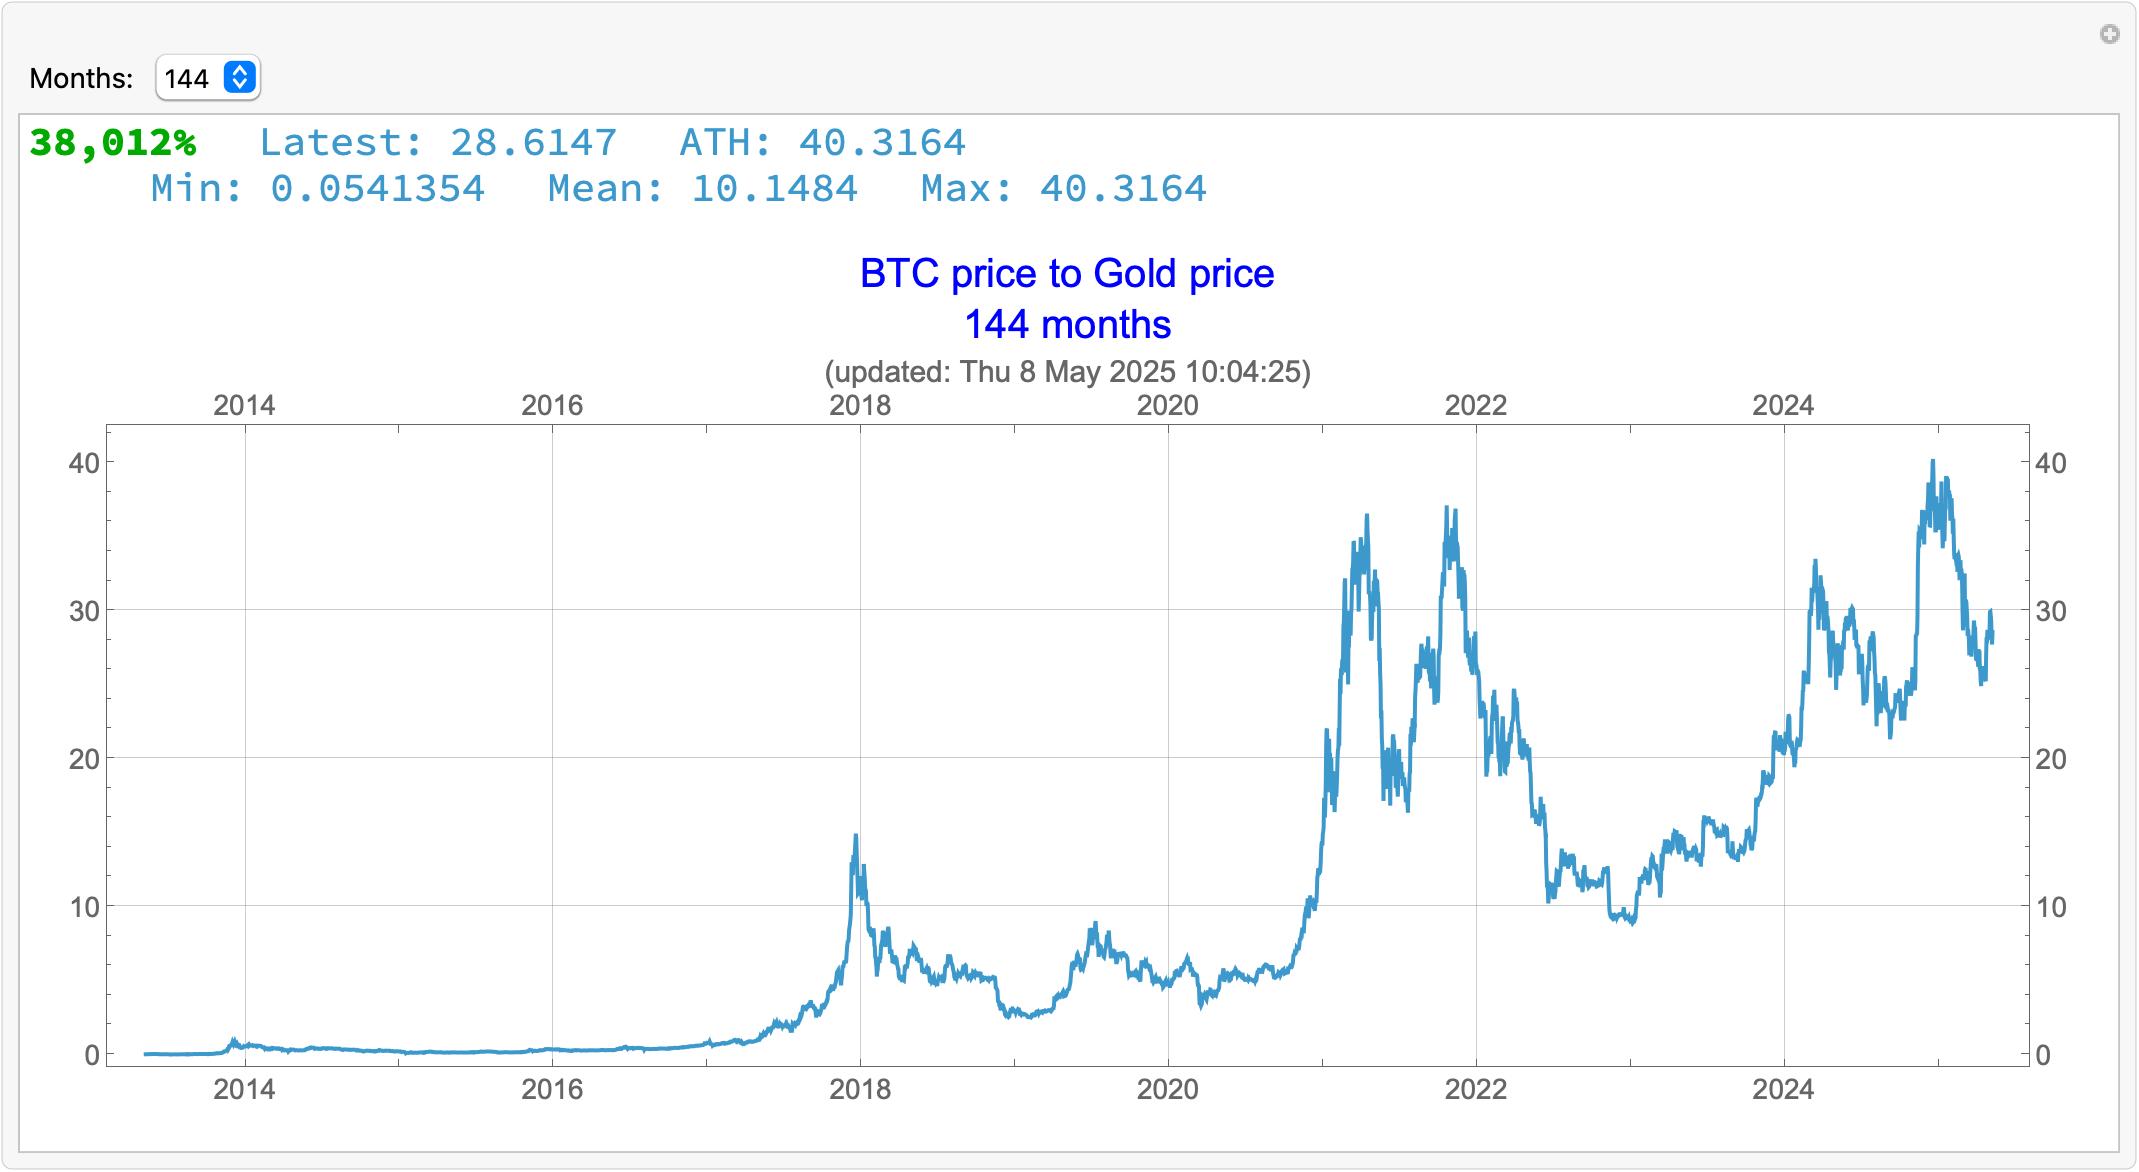 Months: 144
38,012% Latest: 28.6147 ATH: 40.3164
Min: 0.0541354 Mean: 10.1484 Max: 40.3164
BTC price to Gold price
144 months
(updated: Thu 8 May 2025 10:04:25)
2014 2016 2018 2020 2022 2024
40 40
30 30
20 20
10 10
0 0
2014 2016 2018 2020 2022 2024